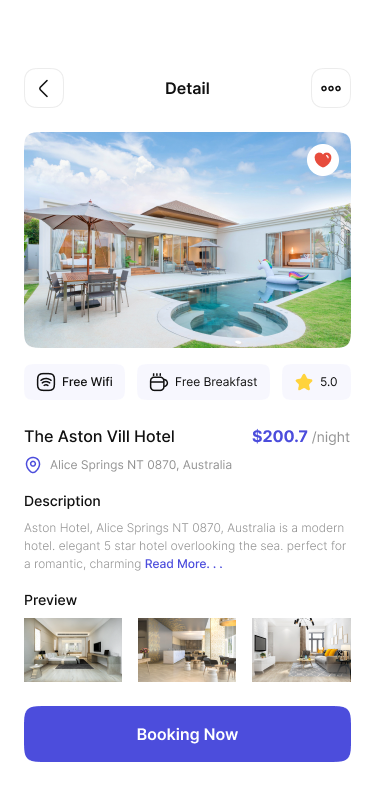 Detail
Free Wifi
Free Breakfast
5.0
The Aston Vill Hotel
$200.7 /night
Alice Springs NT 0870, Australia
Description
Aston Hotel, Alice Springs NT 0870, Australia is a modern
hotel. elegant 5 star hotel overlooking the sea. perfect for
a romantic, charming Read More. . .
Preview
Booking Now